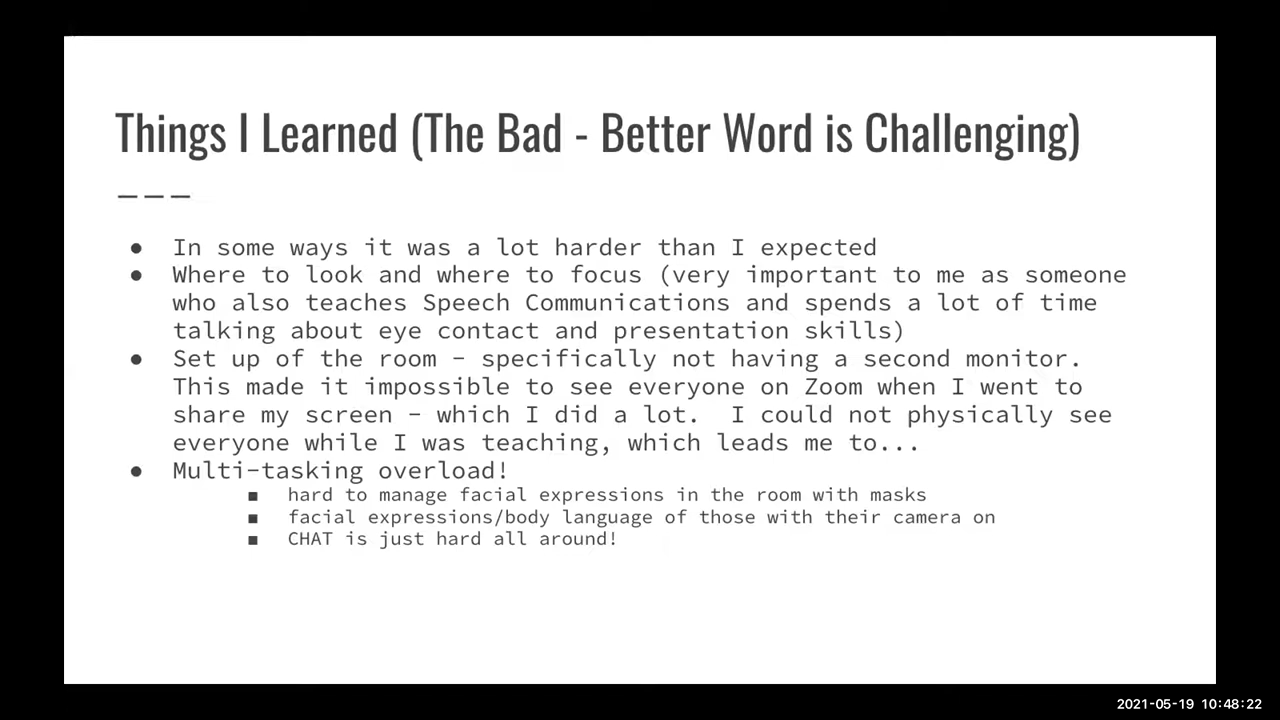 Things I Learned (The Bad - Better Word is Challenging)
● In some ways it was a lot harder than I expected
● Where to look and where to focus (very important to me as someone
who also teaches Speech Communications and spends a lot of time
talking about eye contact and presentation skills)
● Set up of the room – specifically not having a second monitor.
This made it impossible to see everyone on Zoom when I went to
share my screen – which I did a lot.  I could not physically see
everyone while I was teaching, which leads me to...
● Multi-tasking overload!
■ hard to manage facial expressions in the room with masks
■ facial expressions/body language of those with their camera on
■ CHAT is just hard all around!
2021-05-19 10:48:22